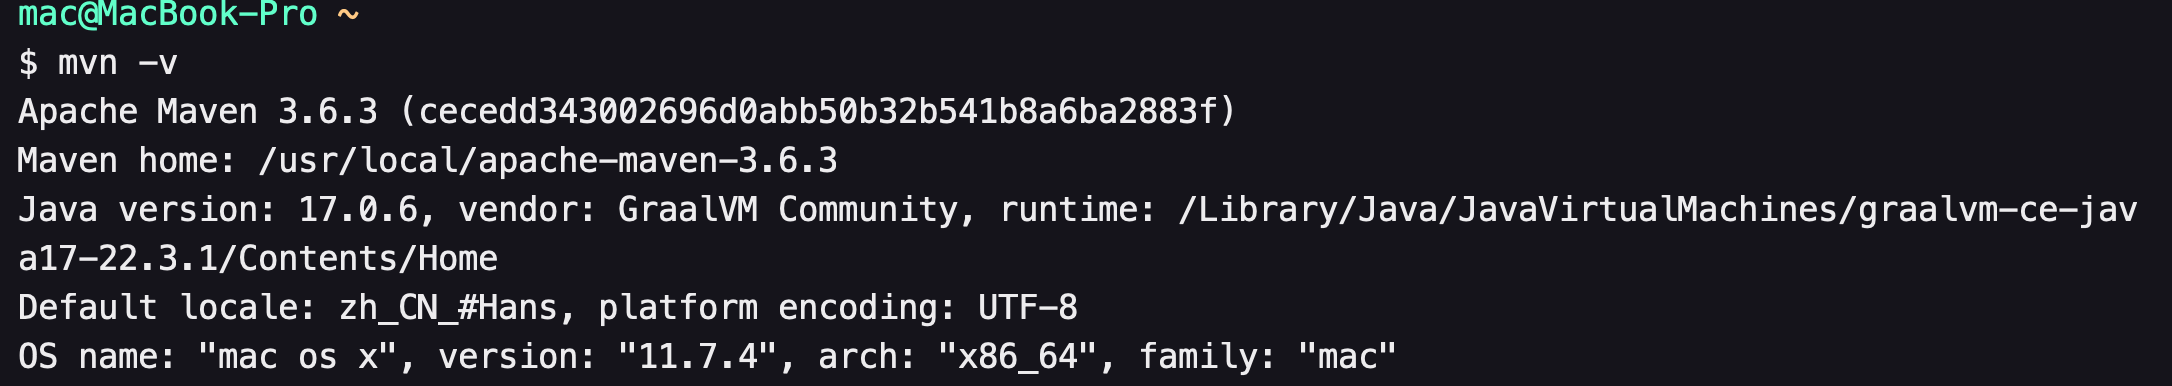 mac@MacBook-Pro ~
$ mvn -v
Apache Maven 3.6.3 (cecedd343002696d0abb50b32b541b8a6ba2883f)
Maven home: /usr/local/apache-maven-3.6.3
Java version: 17.0.6, vendor: GraalVM Community, runtime: /Library/Java/JavaVirtualMachines/graalvm-ce-jav
a17-22.3.1/Contents/Home
Default locale: zh_CN_#Hans, platform encoding: UTF-8
OS name: "mac os x", version: "11.7.4", arch: "x86_64", family: "mac"